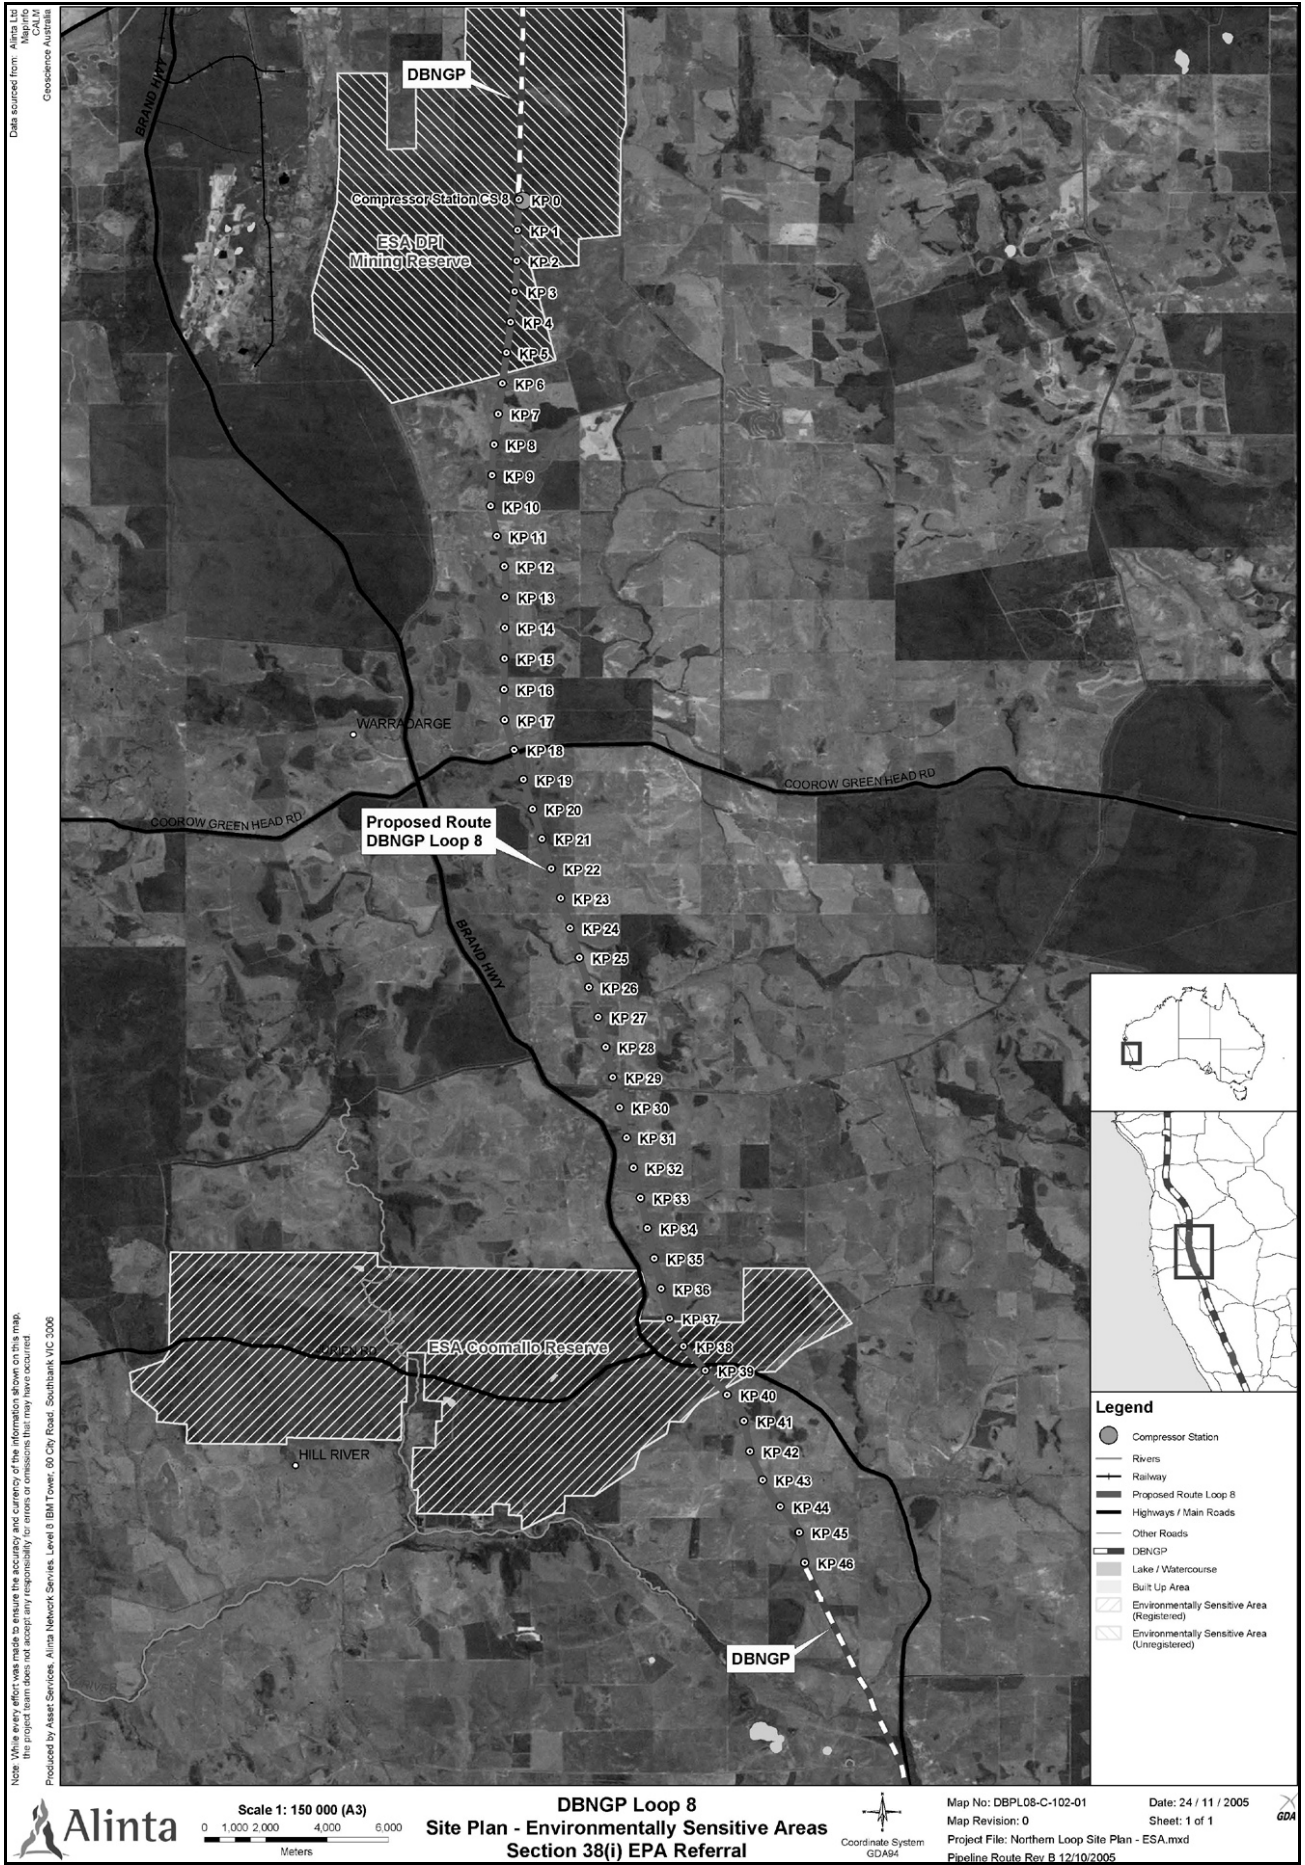 Data sourced from: Alinta Ltd
MapInfo
CALM
Geoscience Australia
BRAND HWY
DBNGP
Compressor Station CS 8
KP 0
KP 1
ESA DPI
Mining Reserve
KP 2
KP 3
KP 4
KP 5
KP 6
KP 7
KP 8
KP 9
KP 10
KP 11
KP 12
KP 13
KP 14
KP 15
KP 16
KP 17
WARRADARGE
KP 18
COOROW GREEN HEAD RD
KP 19
KP 20
COOROW GREEN HEAD RD
Proposed Route
DBNGP Loop 8
KP 21
KP 22
KP 23
KP 24
BRAND HWY
KP 25
KP 26
KP 27
KP 28
KP 29
KP 30
KP 31
KP 32
KP 33
KP 34
KP 35
KP 36
KP 37
ESA Coomallo Reserve
KP 38
KP 39
KP 40
KP 41
HILL RIVER
KP 42
KP 43
KP 44
KP 45
KP 46
DBNGP
Legend
Compressor Station
Rivers
Railway
Proposed Route Loop 8
Highways / Main Roads
Other Roads
DBNGP
Lake / Watercourse
Built Up Area
Environmentally Sensitive Area
(Registered)
Environmentally Sensitive Area
(Unregistered)
Note: While every effort was made to ensure the accuracy and currency of the information shown on this map,
the project team does not accept any responsibility for errors or omissions that may have occurred.
Produced by Asset Services, Alinta Network Servies, Level 8 IBM Tower, 60 City Road, Southbank VIC 3006
Alinta
Scale 1: 150 000 (A3)
0 1,000 2,000 4,000 6,000
Meters
DBNGP Loop 8
Site Plan - Environmentally Sensitive Areas
Section 38(i) EPA Referral
Coordinate System
GDA94
Map No: DBPL08-C-102-01
Date: 24 / 11 / 2005
Map Revision: 0
Sheet: 1 of 1
Project File: Northern Loop Site Plan - ESA.mxd
Pipeline Route Rev B 12/10/2005
GDA